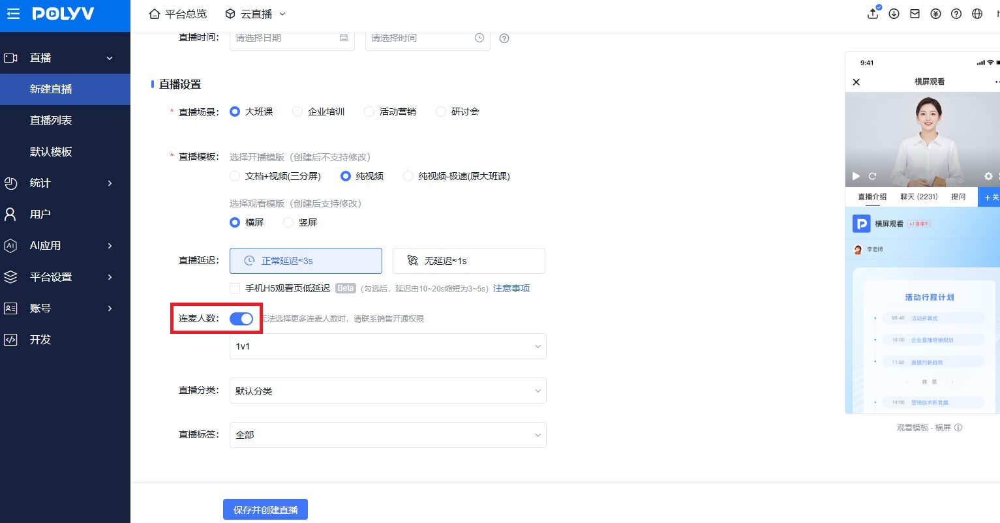 POLYV
平台总览
云直播
直播
新建直播
直播列表
默认模板
统计
用户
AI应用
平台设置
账号
开发
直播时间:
请选择日期
请选择时间
直播设置
* 直播场景:
大班课
企业培训
活动营销
研讨会
* 直播模板:
选择开播模版（创建后不支持修改）
文档+视频(三分屏)
纯视频
纯视频-极速(原大班课)
选择观看模版（创建后支持修改）
横屏
竖屏
直播延迟:
正常延迟≈3s
无延迟≈1s
手机H5观看页低延迟 Beta （勾选后，延迟由10~20s缩短为3~5s）注意事项
连麦人数:
无法选择更多连麦人数时，请联系销售开通权限
1v1
直播分类:
默认分类
直播标签:
全部
保存并创建直播
9:41
横屏观看
直播介绍
聊天 (2231)
提问
+关
横屏观看
直播中
李老师
活动行程计划
09:40 活动开幕式
10:00 企业直播营销规划
11:00 直播的新趋势
休 息
14:00 营销技术新发展
观看模板 - 横屏